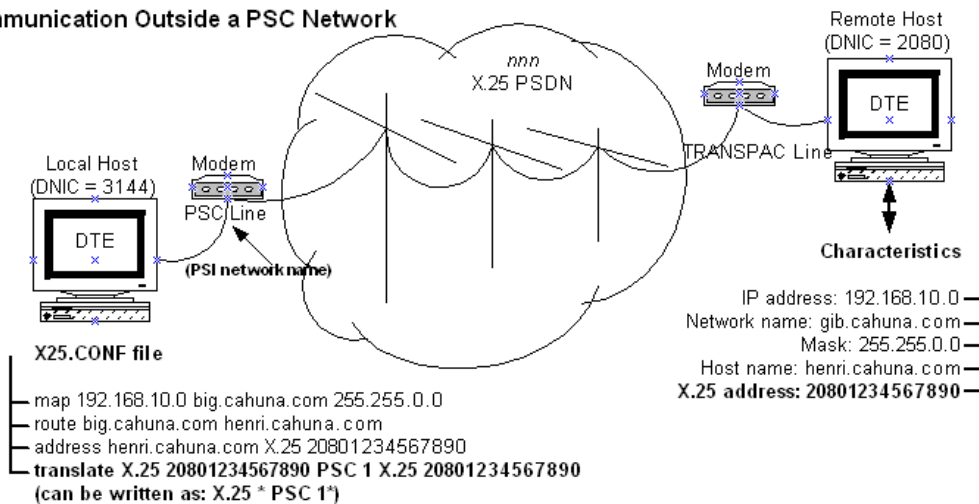 mmunication Outside a PSC Network
Remote Host
(DNIC = 2080)
nnn
X.25 PSDN
Modem
DTE
TRANSPAC Line
Local Host
(DNIC = 3144)
Modem
PSC Line
DTE
(PSI network name)
Characteristics
IP address: 192.168.10.0
Network name: gib.cahuna.com
Mask: 255.255.0.0
Host name: henri.cahuna.com
X.25 address: 20801234567890
X25.CONF file
map 192.168.10.0 big.cahuna.com 255.255.0.0
route big.cahuna.com henri.cahuna.com
address henri.cahuna.com X.25 20801234567890
translate X.25 20801234567890 PSC 1 X.25 20801234567890
(can be written as: X.25 * PSC 1*)